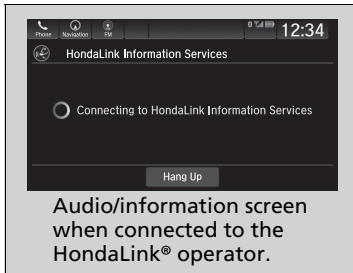 Phone Navigation FM 12:34
HondaLink Information Services
Connecting to HondaLink Information Services
Hang Up
Audio/information screen
when connected to the
HondaLink® operator.